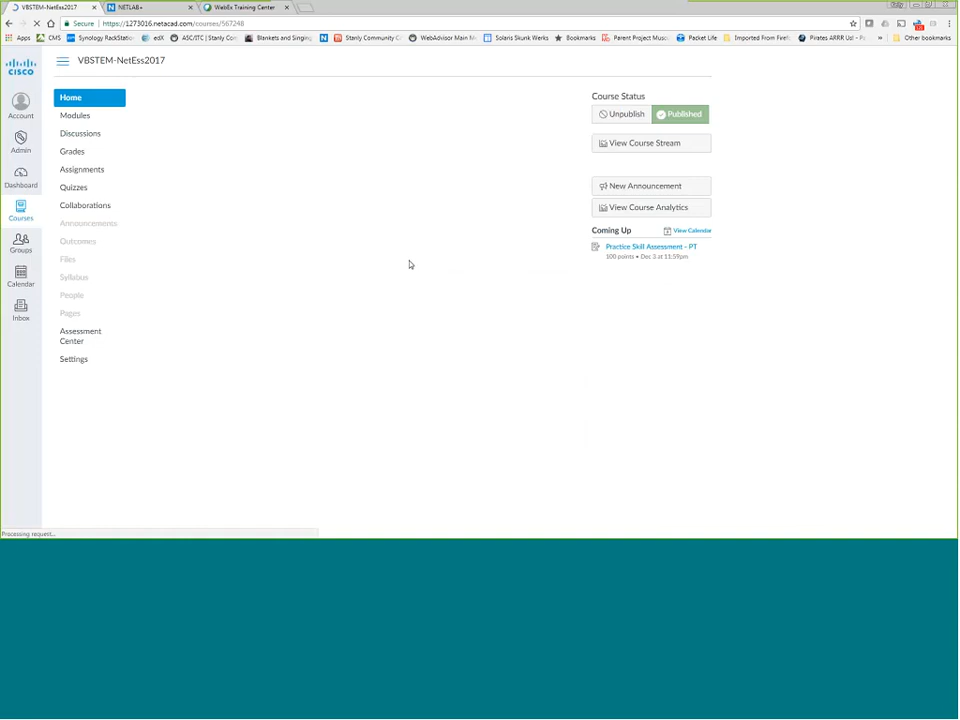 VBSTEM-NetEss2017
NETLAB+
WebEx Training Center
Secure
https://1273016.netacad.com/courses/567248
Apps
CMS
Synology RackStatio
edX
ASC/ITC | Stanly Com
Blankets and Singing
Stanly Community C
WebAdvisor Main M
Solaris Skunk Werks
Bookmarks
Parent Project Musc
Packet Life
Imported From Firef
Pirates ARRR Us! - P
»
Other bookmarks
CISCO
VBSTEM-NetEss2017
Account
Admin
Dashboard
Courses
Groups
Calendar
Inbox
Home
Modules
Discussions
Grades
Assignments
Quizzes
Collaborations
Announcements
Outcomes
Files
Syllabus
People
Pages
Assessment
Center
Settings
Course Status
Unpublish
Published
View Course Stream
New Announcement
View Course Analytics
Coming Up
View Calendar
Practice Skill Assessment - PT
100 points • Dec 3 at 11:59pm
Processing request...